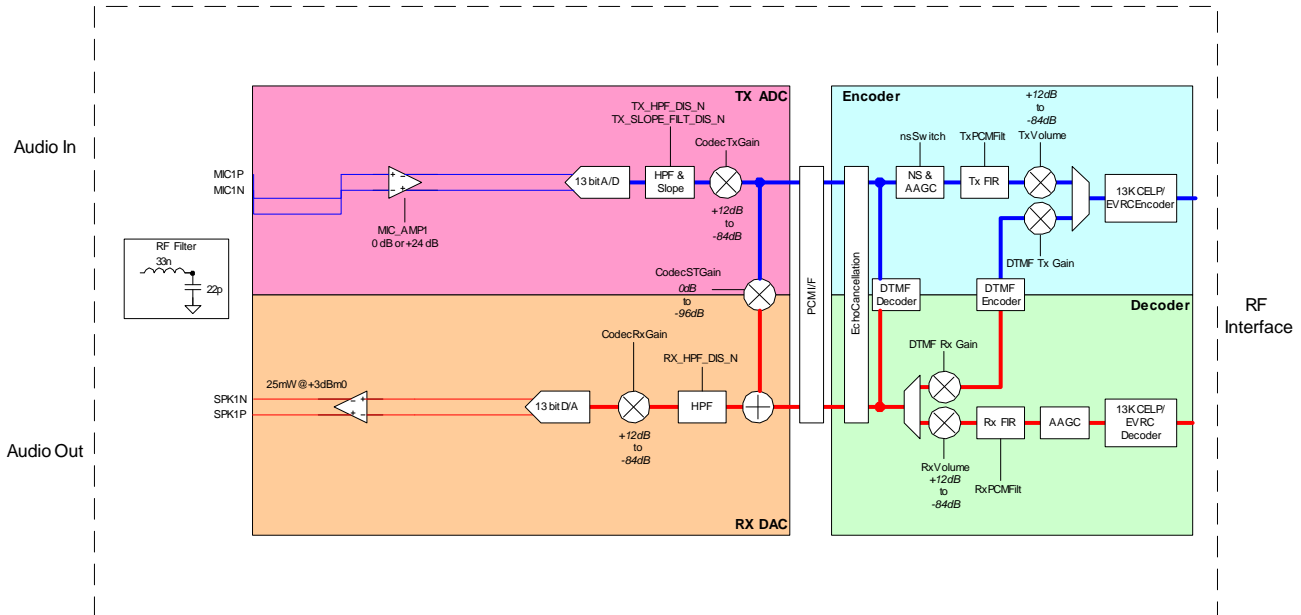 TX ADC
Encoder
+12dB
to
-84dB
TxVolume
TX_HPF_DIS_N
TX_SLOPE_FILT_DIS_N
CodecTxGain
nsSwitch
TxPCMFilt
Audio In
MIC1P
MIC1N
13 bit A/D
HPF &
Slope
NS &
AAGC
Tx FIR
13K CELP/
EVRC Encoder
MIC_AMP1
0 dB or +24 dB
+12dB
to
-84dB
RF Filter
33n
22p
DTMF Tx Gain
CodecSTGain
0dB
to
-96dB
PCM I/F
EchoCancellation
DTMF
Decoder
DTMF
Encoder
Decoder
RF
Interface
CodecRxGain
RX_HPF_DIS_N
DTMF Rx Gain
25mW @ +3dBm0
SPK1N
SPK1P
13 bit D/A
HPF
Rx FIR
AAGC
13K CELP/
EVRC
Decoder
+12dB
to
-84dB
RxVolume
+12dB
to
-84dB
RxPCMFilt
Audio Out
RX DAC